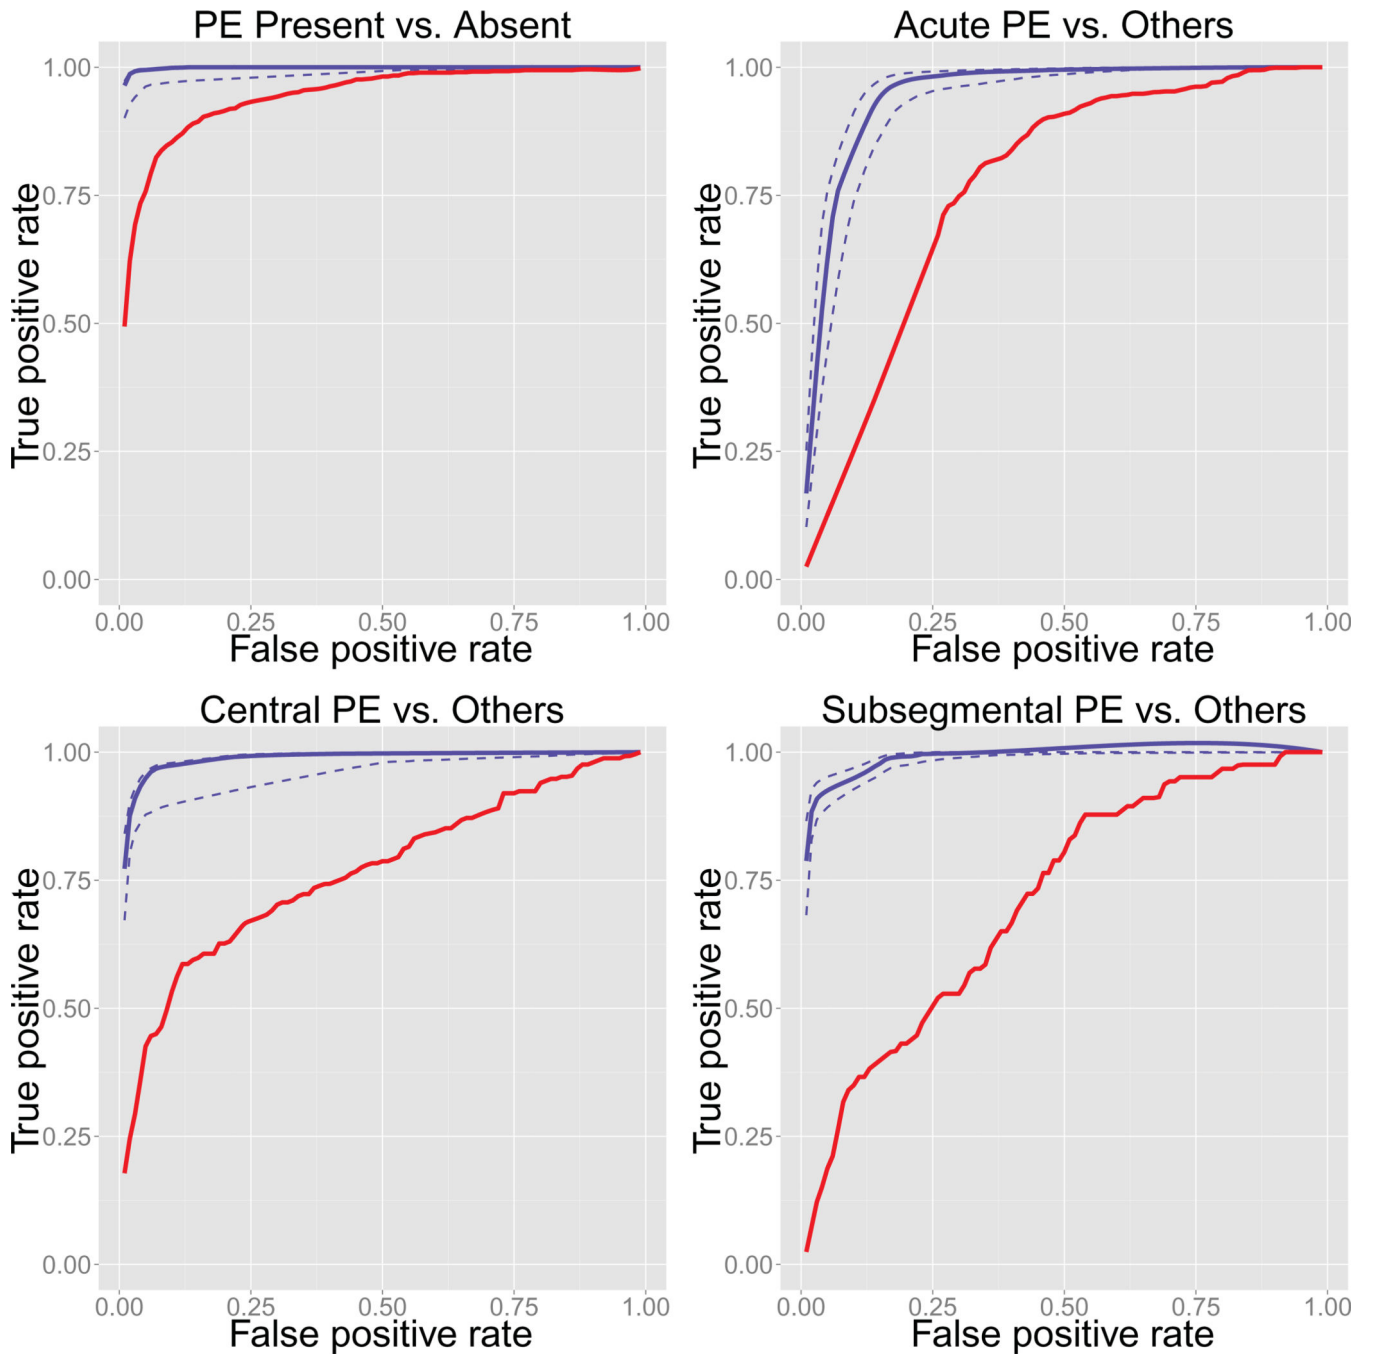 PE Present vs. Absent
True positive rate
1.00
0.75
0.50
0.25
0.00
0.00 0.25 0.50 0.75 1.00
False positive rate
Acute PE vs. Others
True positive rate
1.00
0.75
0.50
0.25
0.00
0.00 0.25 0.50 0.75 1.00
False positive rate
Central PE vs. Others
True positive rate
1.00
0.75
0.50
0.25
0.00
0.00 0.25 0.50 0.75 1.00
False positive rate
Subsegmental PE vs. Others
True positive rate
1.00
0.75
0.50
0.25
0.00
0.00 0.25 0.50 0.75 1.00
False positive rate